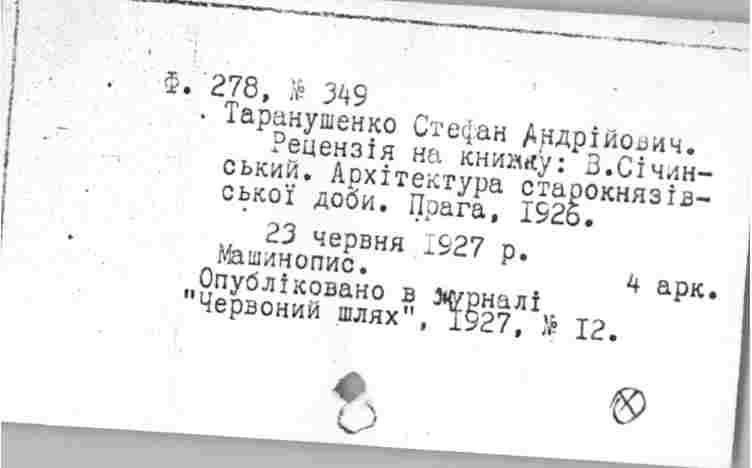 Ф. 278, № 349
Таранушенко Стефан Андрійович.
Рецензія на книжку: В.Січин-
ський. Архітектура старокнязів-
ської доби. Прага, 1926.
23 червня 1927 р.
Машинопис. 4 арк.
Опубліковано в журналі
"Червоний шлях", 1927, № 12.